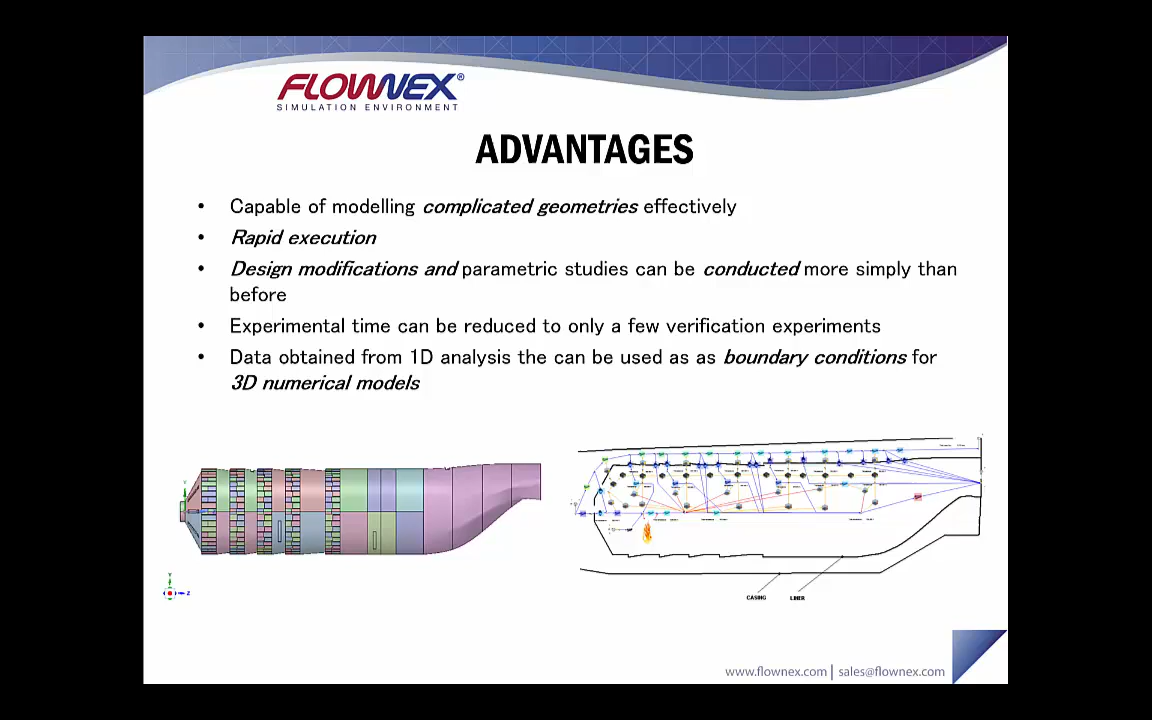 FLOWNEX®
SIMULATION ENVIRONMENT
ADVANTAGES
• Capable of modelling complicated geometries effectively
• Rapid execution
• Design modifications and parametric studies can be conducted more simply than
before
• Experimental time can be reduced to only a few verification experiments
• Data obtained from 1D analysis the can be used as as boundary conditions for
3D numerical models
Y
Y
Z
CASING LINER
www.flownex.com | sales@flownex.com